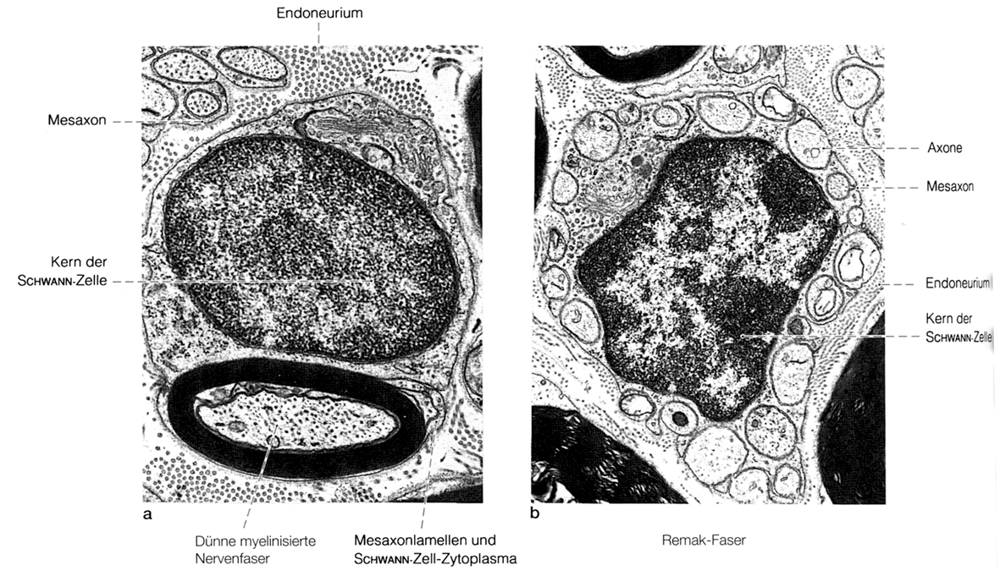 Endoneurium
Mesaxon
Kern der
SCHWANN-Zelle
a
Dünne myelinisierte
Nervenfaser
Mesaxonlamellen und
SCHWANN-Zell-Zytoplasma
Axone
Mesaxon
Endoneurium
Kern der
SCHWANN-Zelle
b
Remak-Faser